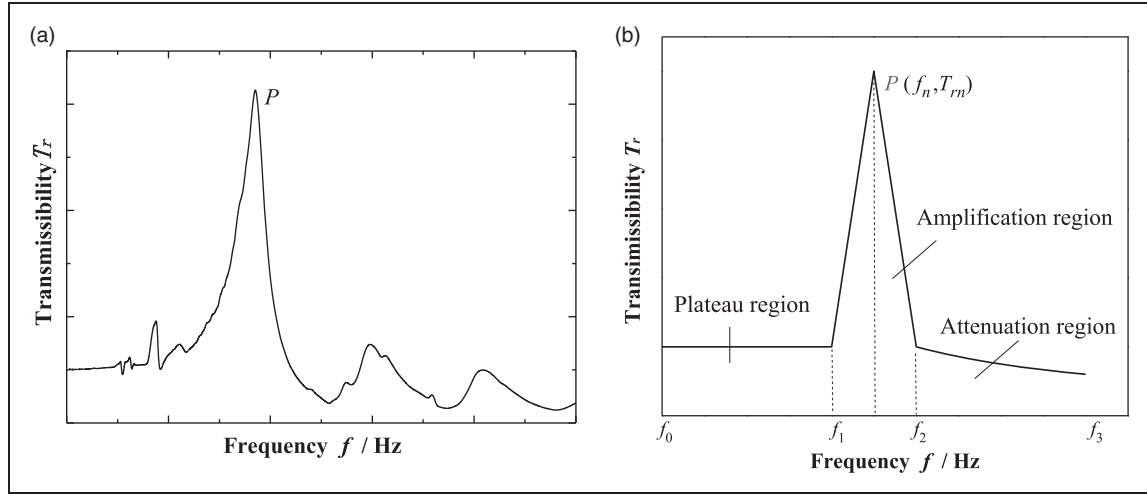 (a)
P
Transmissibility Tr
Frequency f / Hz
(b)
P (fn,Trn)
Amplification region
Plateau region
Attenuation region
Transimissibility Tr
f0
f1
f2
f3
Frequency f / Hz